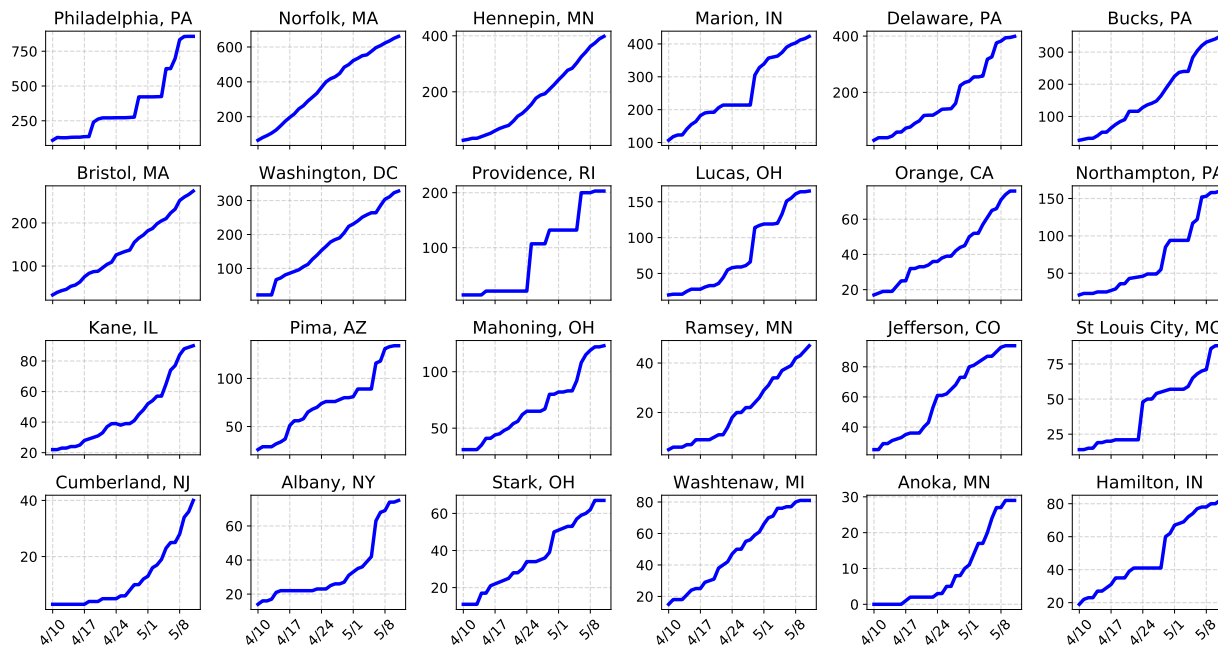 Philadelphia, PA Norfolk, MA Hennepin, MN Marion, IN Delaware, PA Bucks, PA
750 500 250
600 400 200
400 200
400 300 200 100
400 200
300 200 100
Bristol, MA Washington, DC Providence, RI Lucas, OH Orange, CA Northampton, PA
200 100
300 200 100
200 100
150 100 50
60 40 20
150 100 50
Kane, IL Pima, AZ Mahoning, OH Ramsey, MN Jefferson, CO St Louis City, MO
80 60 40 20
100 50
100 50
40 20
80 60 40
75 50 25
Cumberland, NJ Albany, NY Stark, OH Washtenaw, MI Anoka, MN Hamilton, IN
40 20
60 40 20
60 40 20
80 60 40 20
30 20 10 0
80 60 40 20
4/10 4/17 4/24 5/1 5/8 4/10 4/17 4/24 5/1 5/8 4/10 4/17 4/24 5/1 5/8 4/10 4/17 4/24 5/1 5/8 4/10 4/17 4/24 5/1 5/8 4/10 4/17 4/24 5/1 5/8